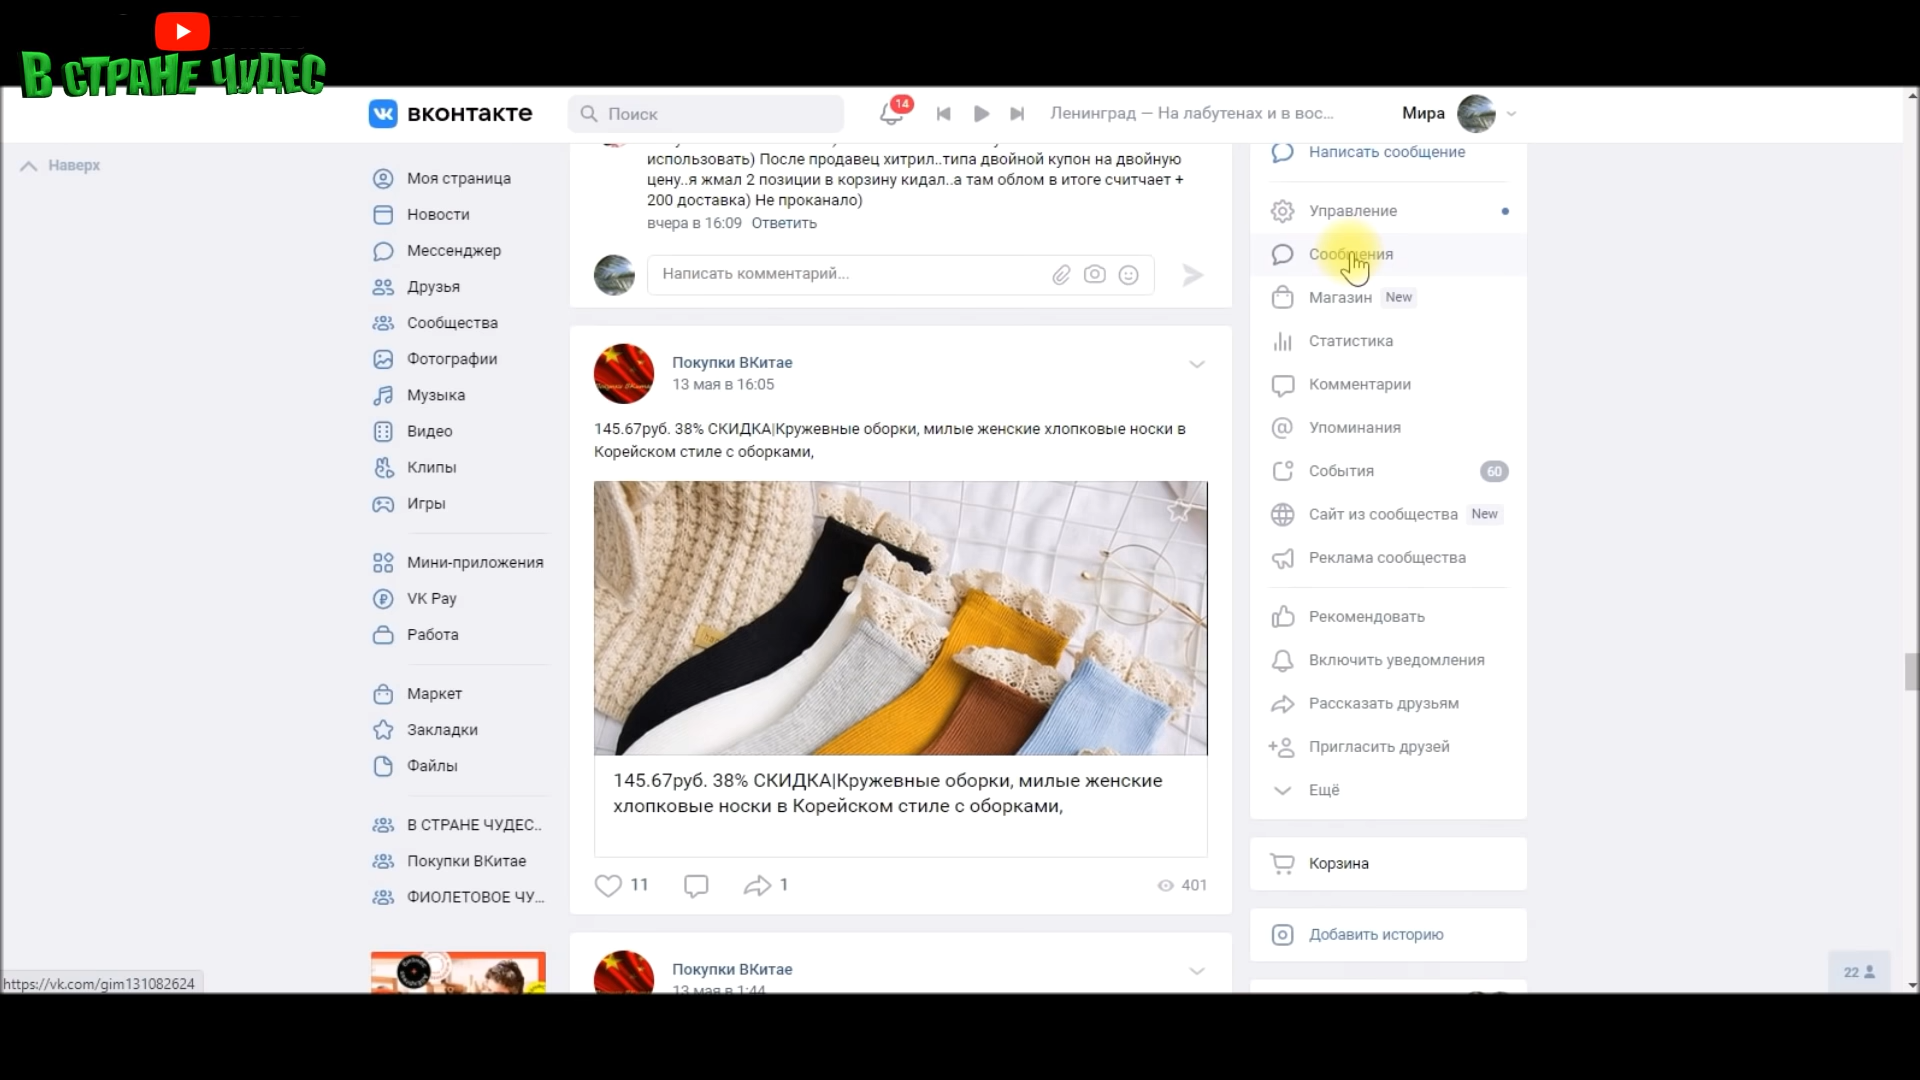 В СТРАНЕ ЧУДЕС
вконтакте
Поиск
14
Ленинград — На лабутенах и в вос...
Мира
Наверх
Моя страница
Новости
Мессенджер
Друзья
Сообщества
Фотографии
Музыка
Видео
Клипы
Игры
Мини-приложения
VK Pay
Работа
Маркет
Закладки
Файлы
В СТРАНЕ ЧУДЕС..
Покупки ВКитае
ФИОЛЕТОВОЕ ЧУ...
использовать) После продавец хитрил..типа двойной купон на двойную
цену..я жмал 2 позиции в корзину кидал..а там облом в итоге считчает +
200 доставка) Не проканало)
вчера в 16:09 Ответить
Написать комментарий...
Покупки ВКитае
13 мая в 16:05
145.67руб. 38% СКИДКА|Кружевные оборки, милые женские хлопковые носки в
Корейском стиле с оборками,
145.67руб. 38% СКИДКА|Кружевные оборки, милые женские
хлопковые носки в Корейском стиле с оборками,
11
1
401
Покупки ВКитае
13 мая в 1:44
Написать сообщение
Управление
Сообщения
Магазин New
Статистика
Комментарии
Упоминания
События 60
Сайт из сообщества New
Реклама сообщества
Рекомендовать
Включить уведомления
Рассказать друзьям
Пригласить друзей
Ещё
Корзина
Добавить историю
22
https://vk.com/gim131082624